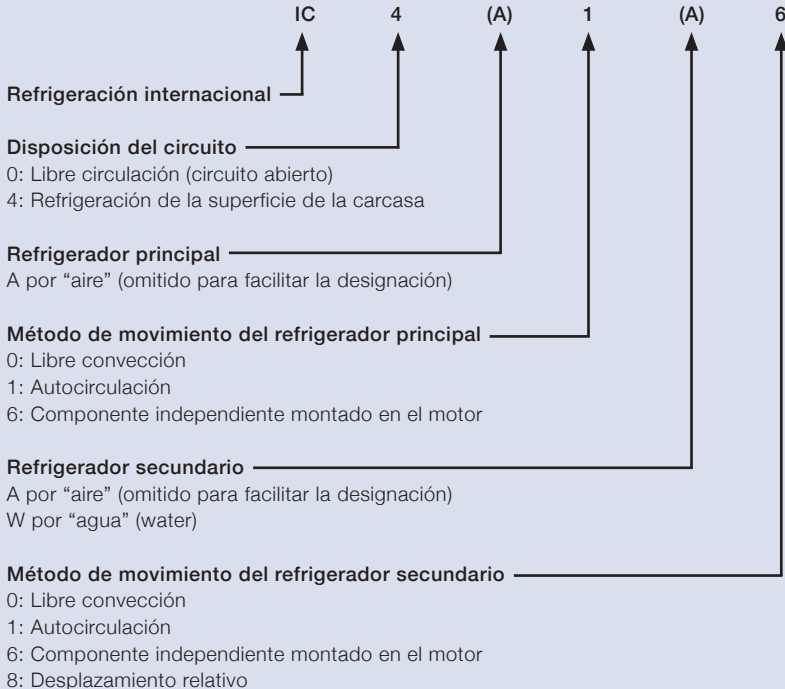 IC 4 (A) 1 (A) 6
Refrigeración internacional
Disposición del circuito
0: Libre circulación (circuito abierto)
4: Refrigeración de la superficie de la carcasa
Refrigerador principal
A por “aire” (omitido para facilitar la designación)
Método de movimiento del refrigerador principal
0: Libre convección
1: Autocirculación
6: Componente independiente montado en el motor
Refrigerador secundario
A por “aire” (omitido para facilitar la designación)
W por “agua” (water)
Método de movimiento del refrigerador secundario
0: Libre convección
1: Autocirculación
6: Componente independiente montado en el motor
8: Desplazamiento relativo